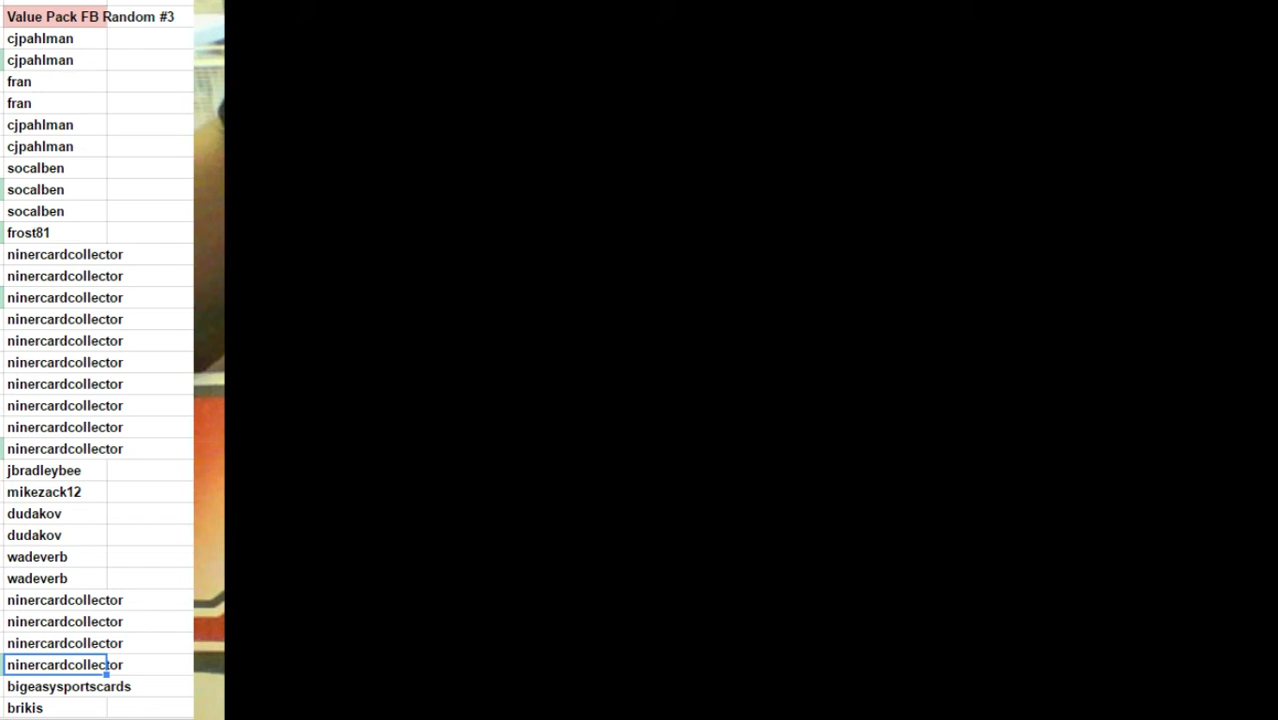 Value Pack FB Random #3
cjpahlman
cjpahlman
fran
fran
cjpahlman
cjpahlman
socalben
socalben
socalben
frost81
ninercardcollector
ninercardcollector
ninercardcollector
ninercardcollector
ninercardcollector
ninercardcollector
ninercardcollector
ninercardcollector
ninercardcollector
ninercardcollector
jbradleybee
mikezack12
dudakov
dudakov
wadeverb
wadeverb
ninercardcollector
ninercardcollector
ninercardcollector
ninercardcollector
bigeasysportscards
brikis